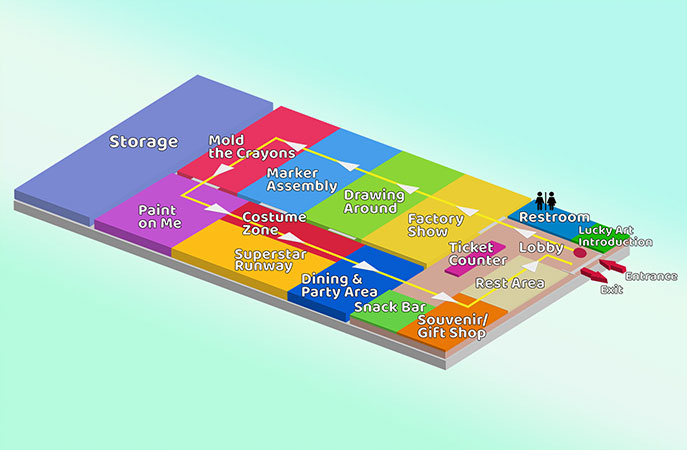 Storage
Mold
the Crayons
Marker
Assembly
Drawing
Around
Factory
Show
Restroom
Lucky Art
Introduction
Lobby
Ticket
Counter
Entrance
Exit
Rest Area
Paint
on Me
Costume
Zone
Superstar
Runway
Dining &
Party Area
Snack Bar
Souvenir/
Gift Shop